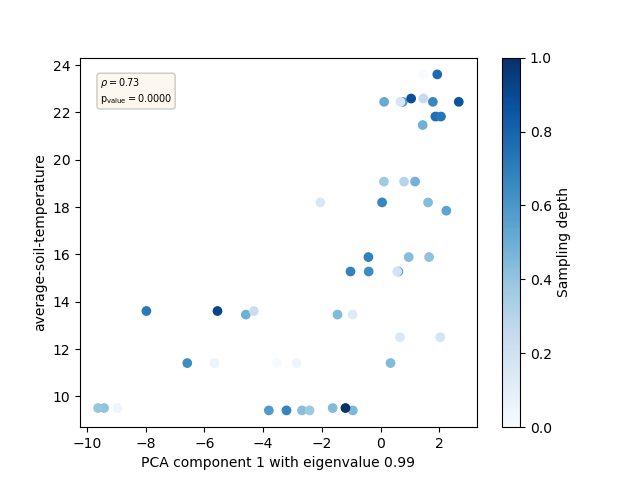 24
22
20
18
16
14
12
10
average-soil-temperature
ρ = 0.73
p_value = 0.0000
−10 −8 −6 −4 −2 0 2
PCA component 1 with eigenvalue 0.99
1.0
0.8
0.6
0.4
0.2
0.0
Sampling depth